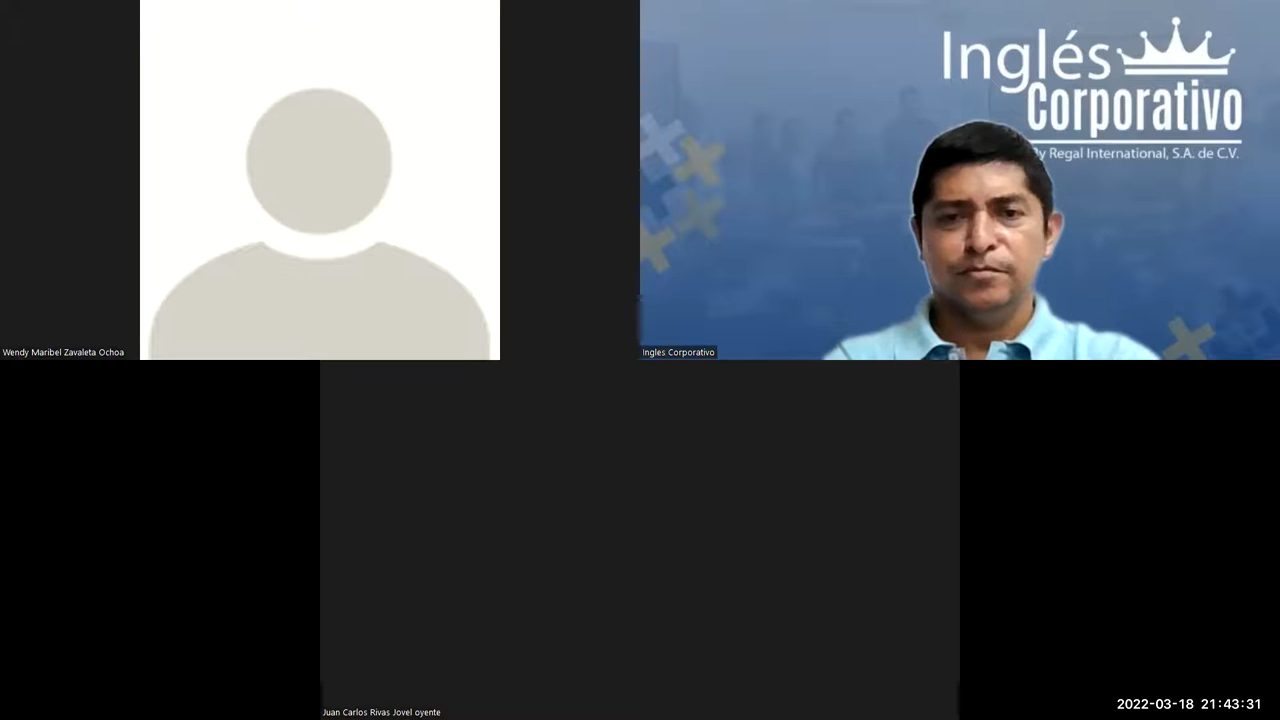 Inglés
Corporativo
By Regal International, S.A. de C.V.
Wendy Maribel Zavaleta Ochoa
Ingles Corporativo
Juan Carlos Rivas Jovel oyente
2022-03-18 21:43:31